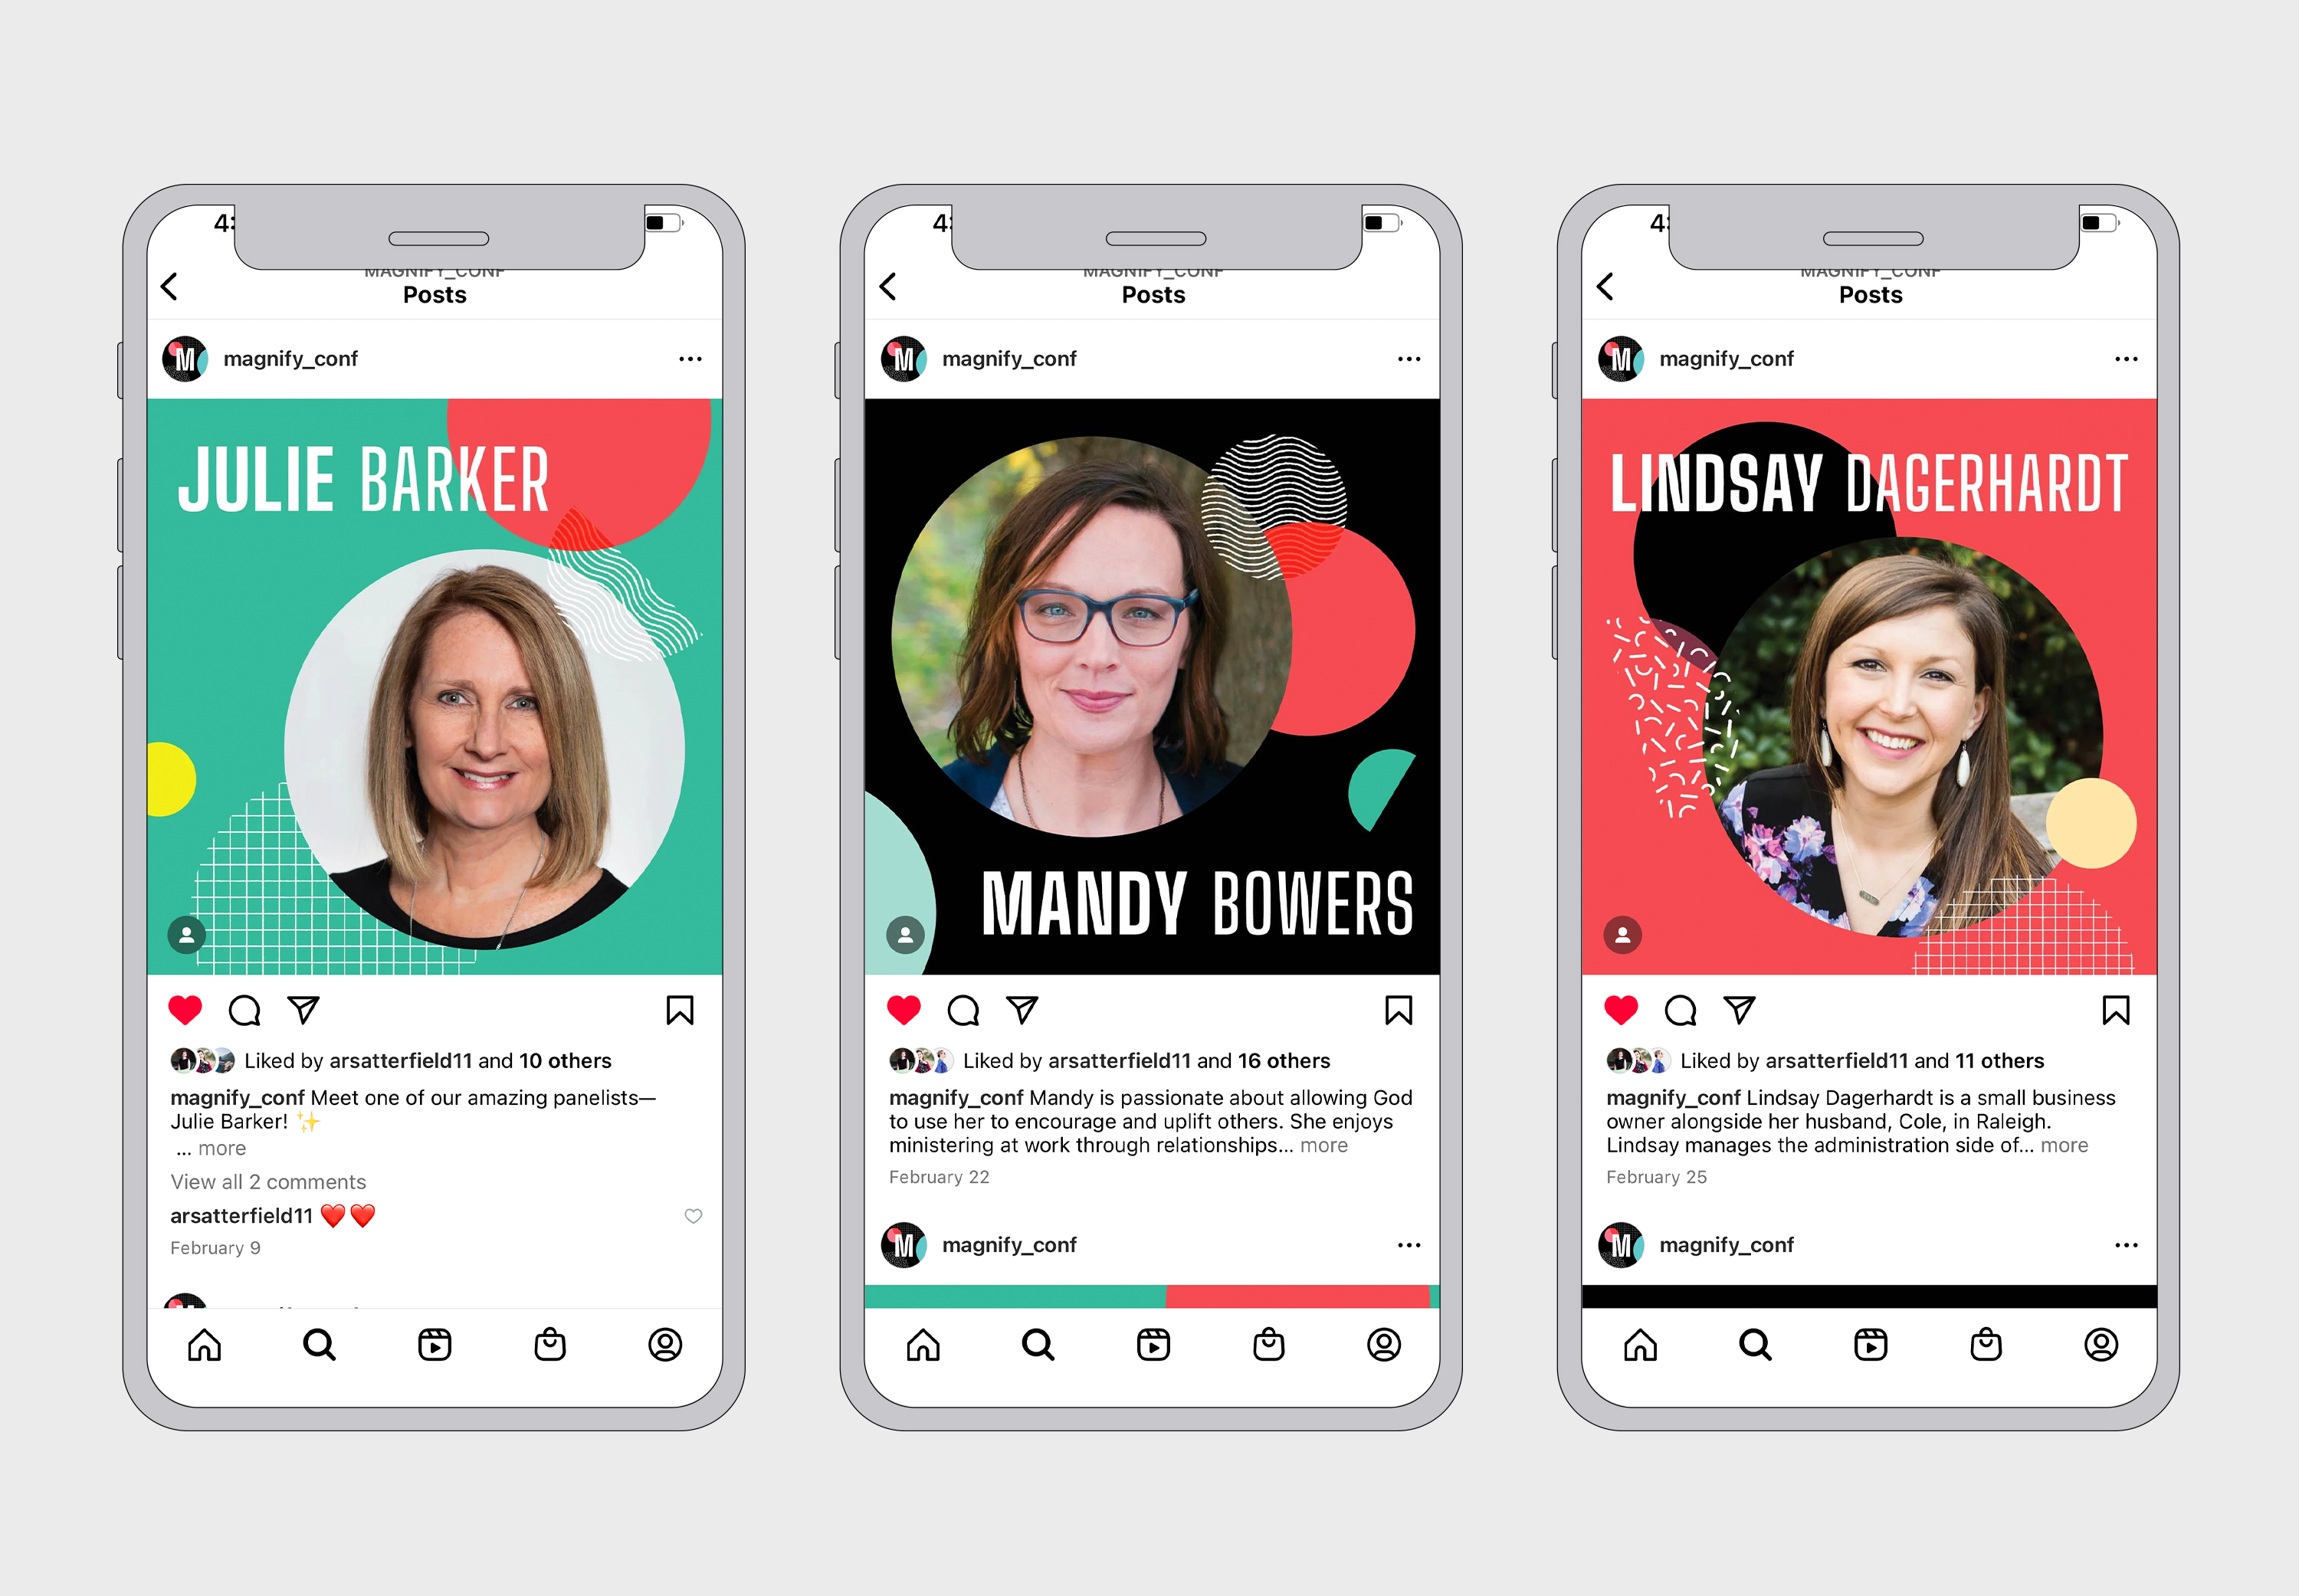 4:
MAGNIFY_CONF
Posts
magnify_conf
JULIE BARKER
Liked by arsatterfield11 and 10 others
magnify_conf Meet one of our amazing panelists—
Julie Barker! ✨
... more
View all 2 comments
arsatterfield11 ❤️❤️
February 9
4:
MAGNIFY_CONF
Posts
magnify_conf
MANDY BOWERS
Liked by arsatterfield11 and 16 others
magnify_conf Mandy is passionate about allowing God
to use her to encourage and uplift others. She enjoys
ministering at work through relationships... more
February 22
M
magnify_conf
4:
MAGNIFY_CONF
Posts
magnify_conf
LINDSAY DAGERHARDT
Liked by arsatterfield11 and 11 others
magnify_conf Lindsay Dagerhardt is a small business
owner alongside her husband, Cole, in Raleigh.
Lindsay manages the administration side of... more
February 25
M
magnify_conf